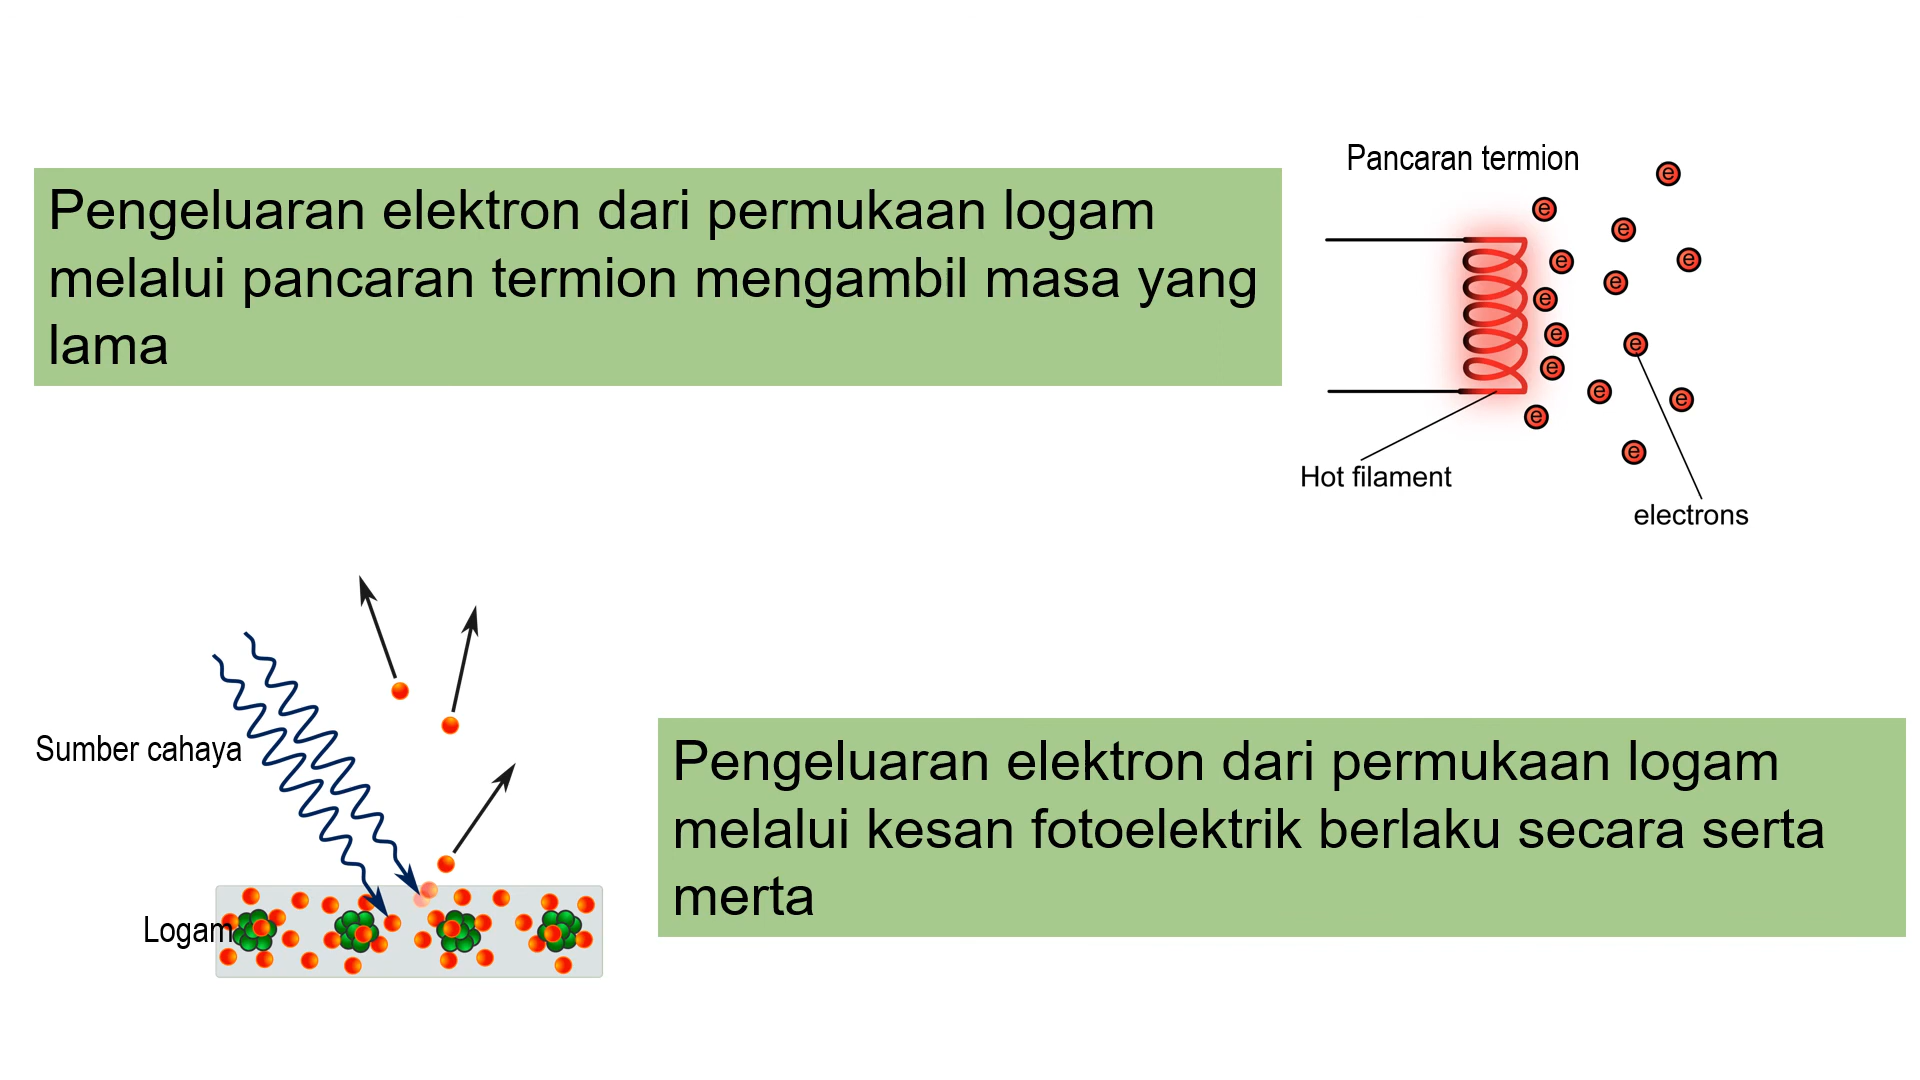 Pengeluaran elektron dari permukaan logam
melalui pancaran termion mengambil masa yang
lama
Pancaran termion
e
e
e
e
e
e
e
e
e
e
e
e
e
e
Hot filament
electrons
Sumber cahaya
Logam
Pengeluaran elektron dari permukaan logam
melalui kesan fotoelektrik berlaku secara serta
merta